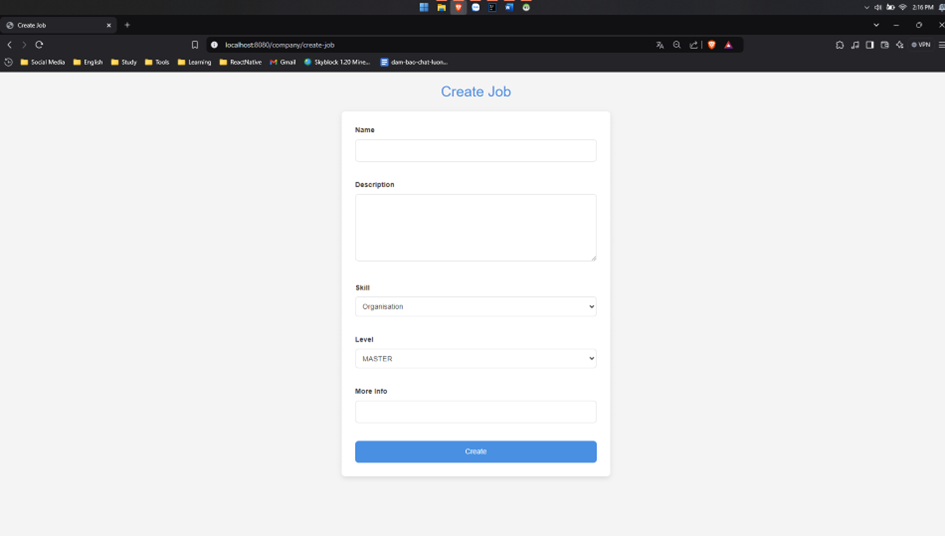 2:16 PM
Create Job
localhost:8080/company/create-job
VPN
Social Media English Study Tools Learning ReactNative Gmail Skyblock 1.20 Mine... dam-bao-chat-luon...
Create Job
Name
Description
Skill
Organisation
Level
MASTER
More info
Create